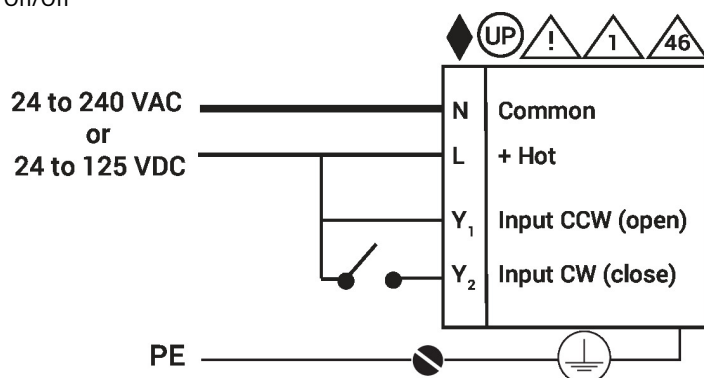 On/Off
UP ! 1 46
24 to 240 VAC
or
24 to 125 VDC
N Common
L + Hot
Y1 Input CCW (open)
Y2 Input CW (close)
PE